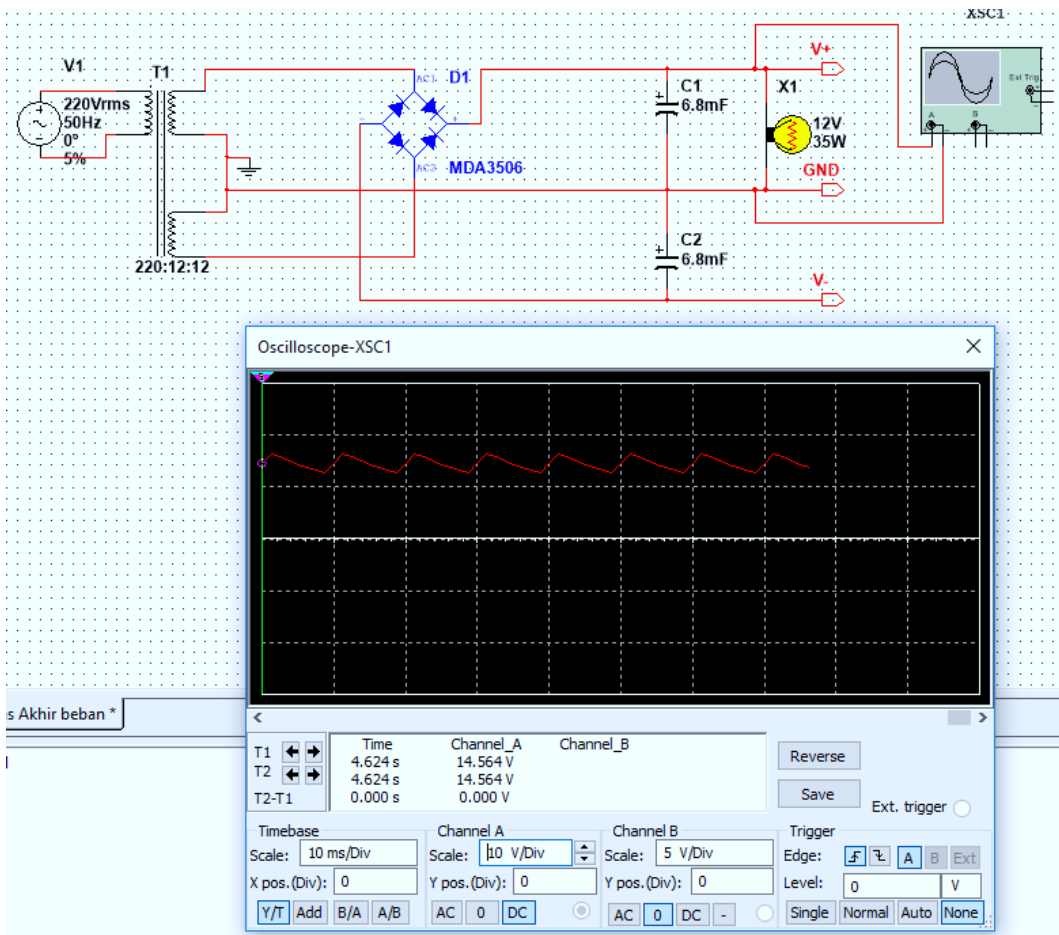 XSC1
V1
T1
220Vrms
50Hz
0°
5%
220:12:12
AC1
D1
-
+
AC2
MDA3506
C1
6.8mF
X1
12V
35W
V+
GND
C2
6.8mF
V-
Ext Trig
A
B
Oscilloscope-XSC1
s Akhir beban *
Time Channel_A Channel_B
T1 4.624 s 14.564 V
T2 4.624 s 14.564 V
T2-T1 0.000 s 0.000 V
Reverse
Save
Ext. trigger
Timebase
Scale: 10 ms/Div
X pos.(Div): 0
Y/T Add B/A A/B
Channel A
Scale: 10 V/Div
Y pos.(Div): 0
AC 0 DC
Channel B
Scale: 5 V/Div
Y pos.(Div): 0
AC 0 DC -
Trigger
Edge: A B Ext
Level: 0 V
Single Normal Auto None